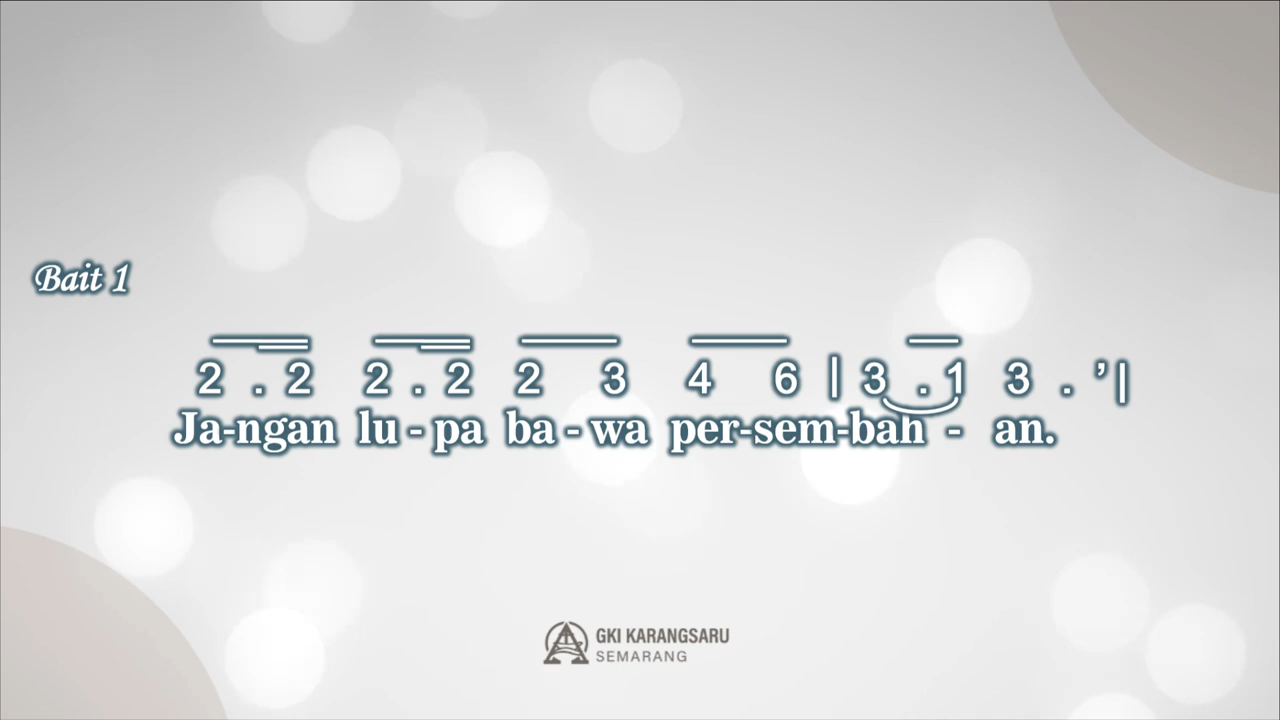 Bait 1
2 . 2 2 . 2 2 3 4 6 | 3 . 1 3 . ’ |
Ja-ngan lu - pa ba - wa per-sem-bah - an.
GKI KARANGSARU
SEMARANG